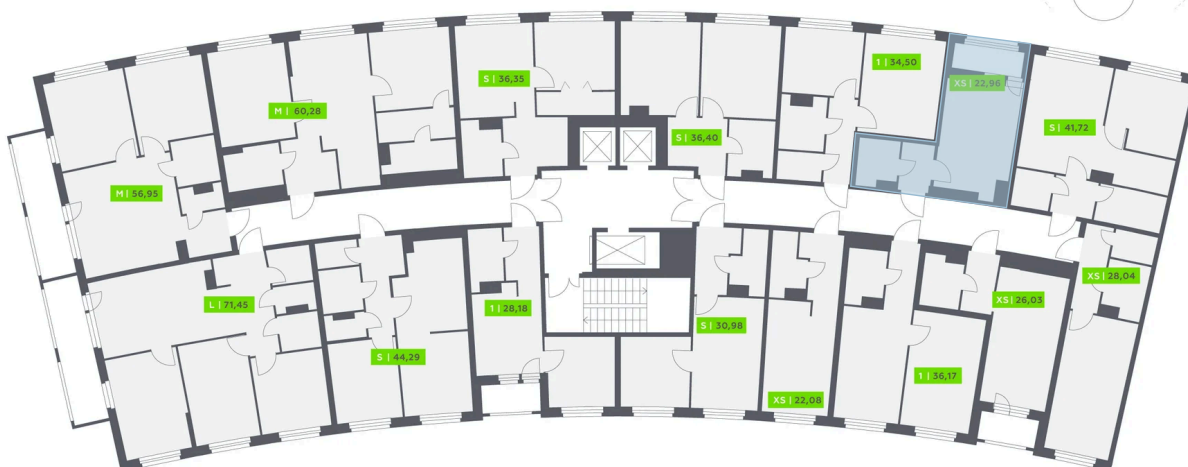 S | 36,35
1 | 34,50
XS | 22,96
M | 60,28
S | 36,40
S | 41,72
M | 56,95
L | 71,45
1 | 28,18
XS | 28,04
XS | 26,03
S | 30,98
S | 44,29
1 | 36,17
XS | 22,08